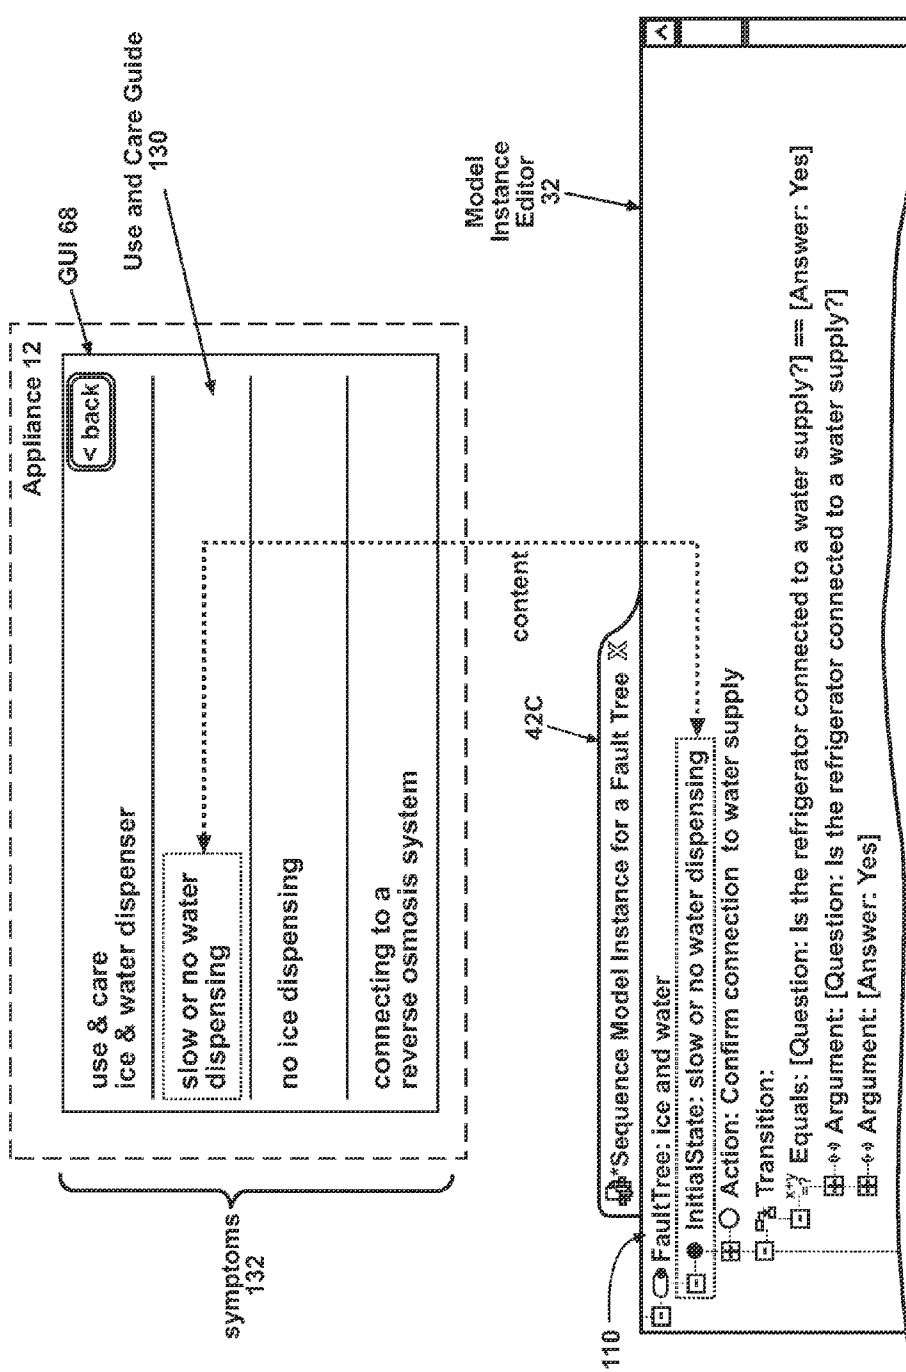 Appliance 12
GUI 68
< back
Use and Care Guide
130
use & care
ice & water dispenser
slow or no water
dispensing
no ice dispensing
connecting to a
reverse osmosis system
symptoms
132
content
Model
Instance
Editor
32
42C
*Sequence Model Instance for a Fault Tree X
110
FaultTree: ice and water
InitialState: slow or no water dispensing
Action: Confirm connection to water supply
Transition:
x+y
=? Equals: [Question: Is the refrigerator connected to a water supply?] == [Answer: Yes]
Argument: [Question: Is the refrigerator connected to a water supply?]
Argument: [Answer: Yes]